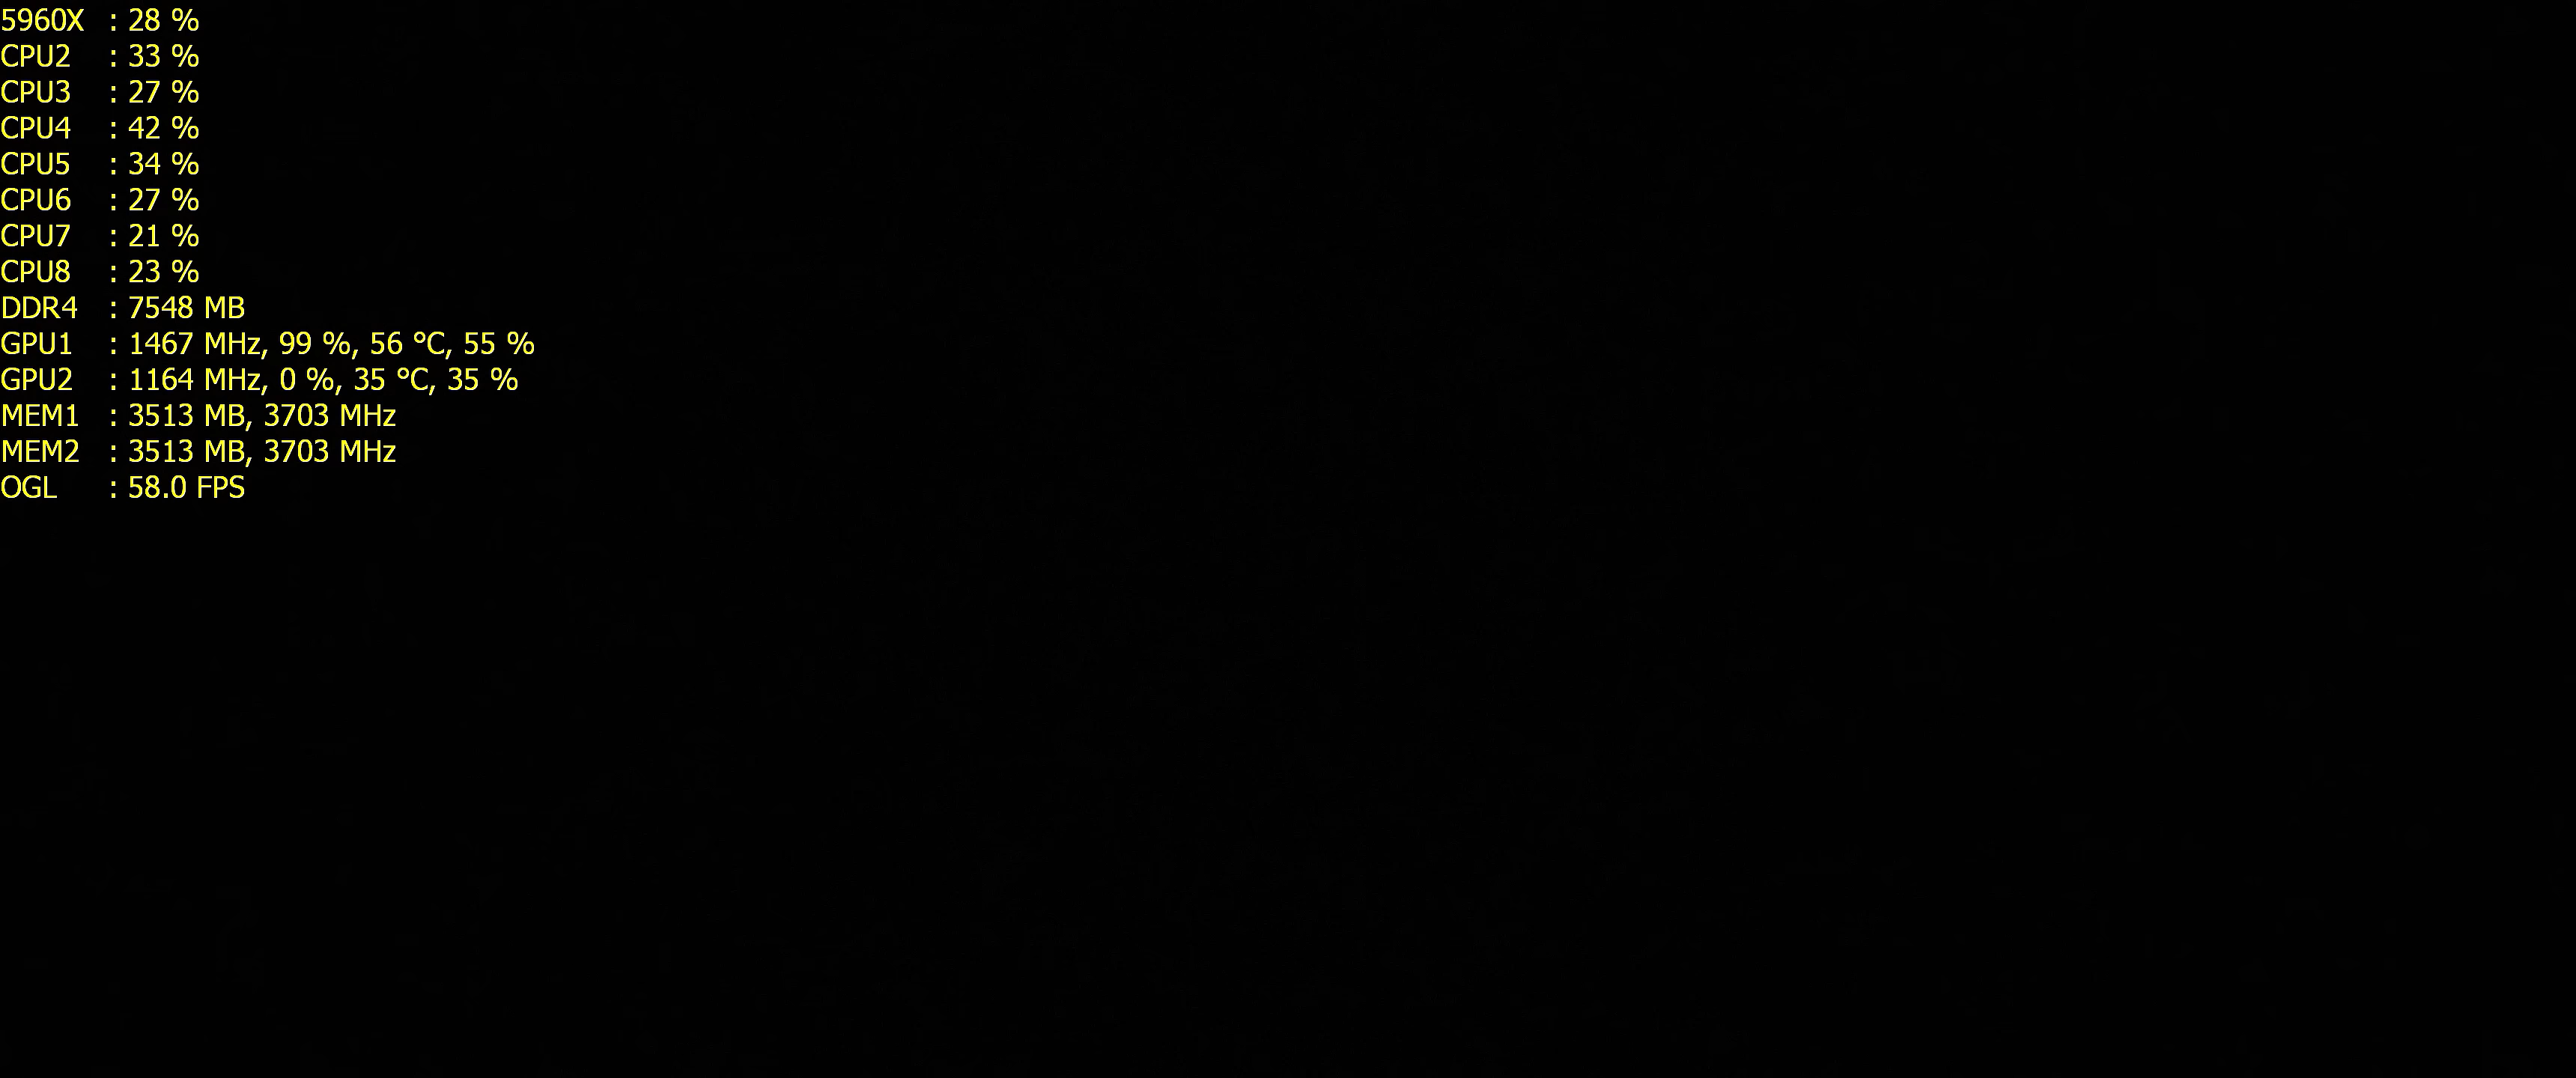 5960X : 28 %
CPU2 : 33 %
CPU3 : 27 %
CPU4 : 42 %
CPU5 : 34 %
CPU6 : 27 %
CPU7 : 21 %
CPU8 : 23 %
DDR4 : 7548 MB
GPU1 : 1467 MHz, 99 %, 56 °C, 55 %
GPU2 : 1164 MHz, 0 %, 35 °C, 35 %
MEM1 : 3513 MB, 3703 MHz
MEM2 : 3513 MB, 3703 MHz
OGL : 58.0 FPS